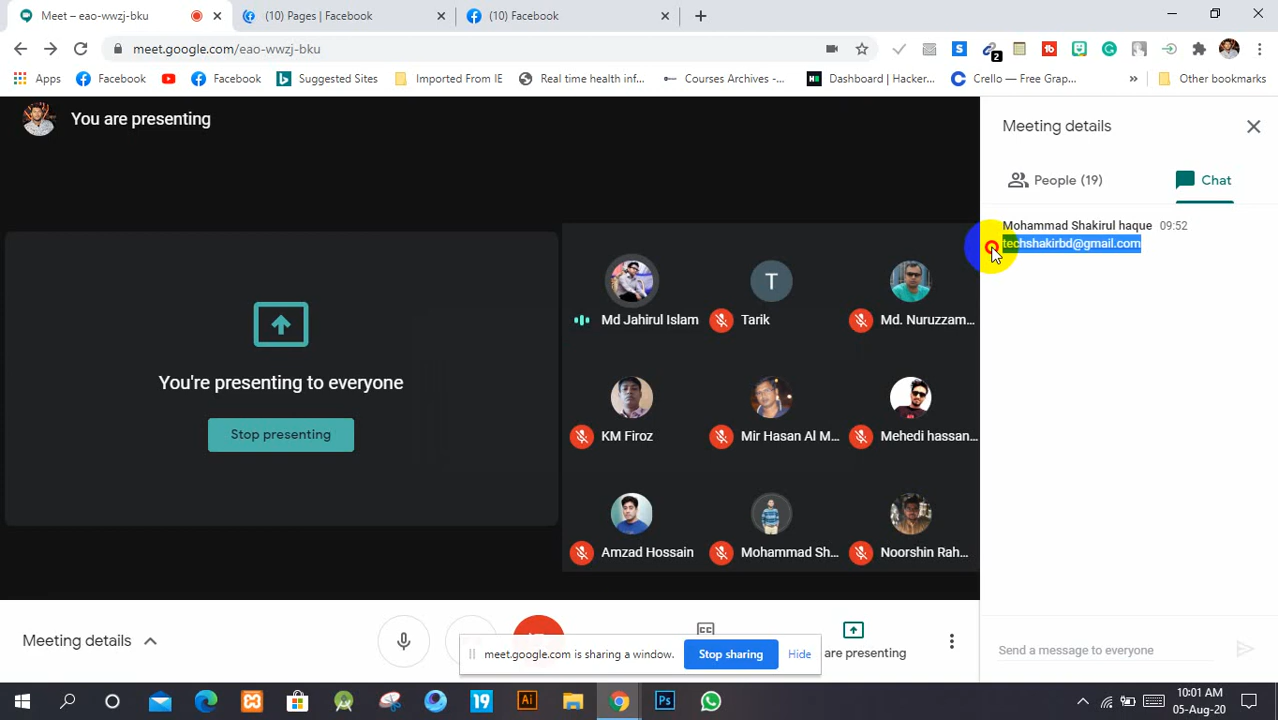 Meet – eao-wwzj-bku
(10) Pages | Facebook
(10) Facebook
meet.google.com/eao-wwzj-bku
2
Apps
Facebook
Facebook
Suggested Sites
Imported From IE
Real time health inf...
Courses Archives -...
Dashboard | Hacker...
Crello — Free Grap...
»
Other bookmarks
You are presenting
Meeting details
People (19)
Chat
Mohammad Shakirul haque 09:52
techshakirbd@gmail.com
You're presenting to everyone
Stop presenting
Md Jahirul Islam
T
Tarik
Md. Nuruzzam...
KM Firoz
Mir Hasan Al M...
Mehedi hassan...
Amzad Hossain
Mohammad Sh...
Noorshin Rah...
Meeting details
CC
are presenting
meet.google.com is sharing a window.
Stop sharing
Hide
Send a message to everyone
19
Ai
Ps
10:01 AM
05-Aug-20